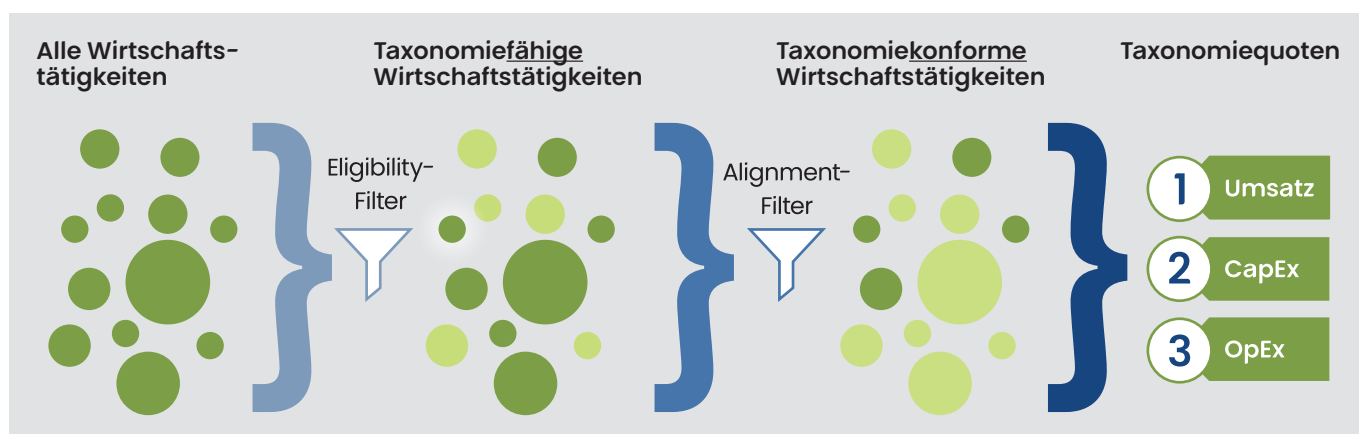 Alle Wirtschafts-
tätigkeiten
Taxonomiefähige
Wirtschaftstätigkeiten
Taxonomiekonforme
Wirtschaftstätigkeiten
Taxonomiequoten
Eligibility-
Filter
Alignment-
Filter
1 Umsatz
2 CapEx
3 OpEx